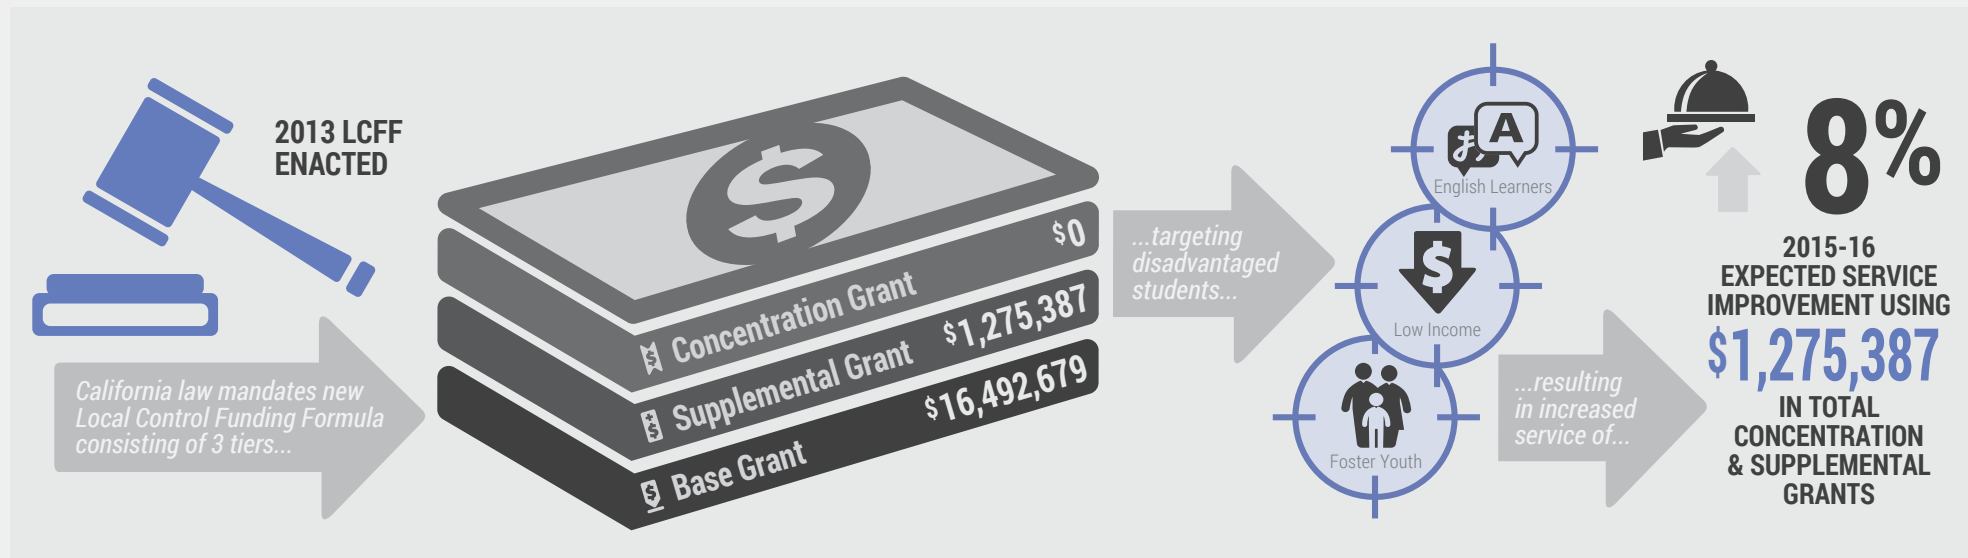 2013 LCFF
ENACTED
California law mandates new
Local Control Funding Formula
consisting of 3 tiers...
$
$0
Concentration Grant
$1,275,387
Supplemental Grant
$16,492,679
Base Grant
...targeting
disadvantaged
students...
あ A
English Learners
$
Low Income
Foster Youth
...resulting
in increased
service of...
8%
2015-16
EXPECTED SERVICE
IMPROVEMENT USING
$1,275,387
IN TOTAL
CONCENTRATION
& SUPPLEMENTAL
GRANTS